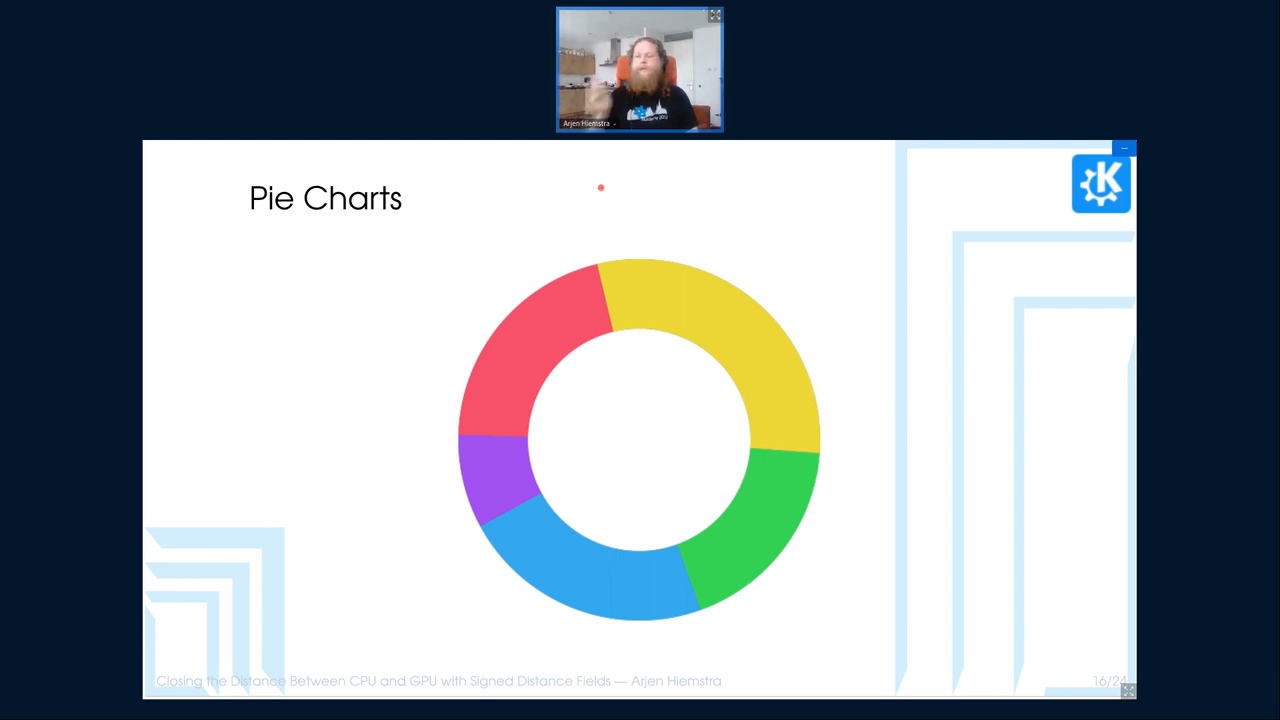 Arjen Hiemstra
Pie Charts
K
Closing the Distance Between CPU and GPU with Signed Distance Fields — Arjen Hiemstra
16/24